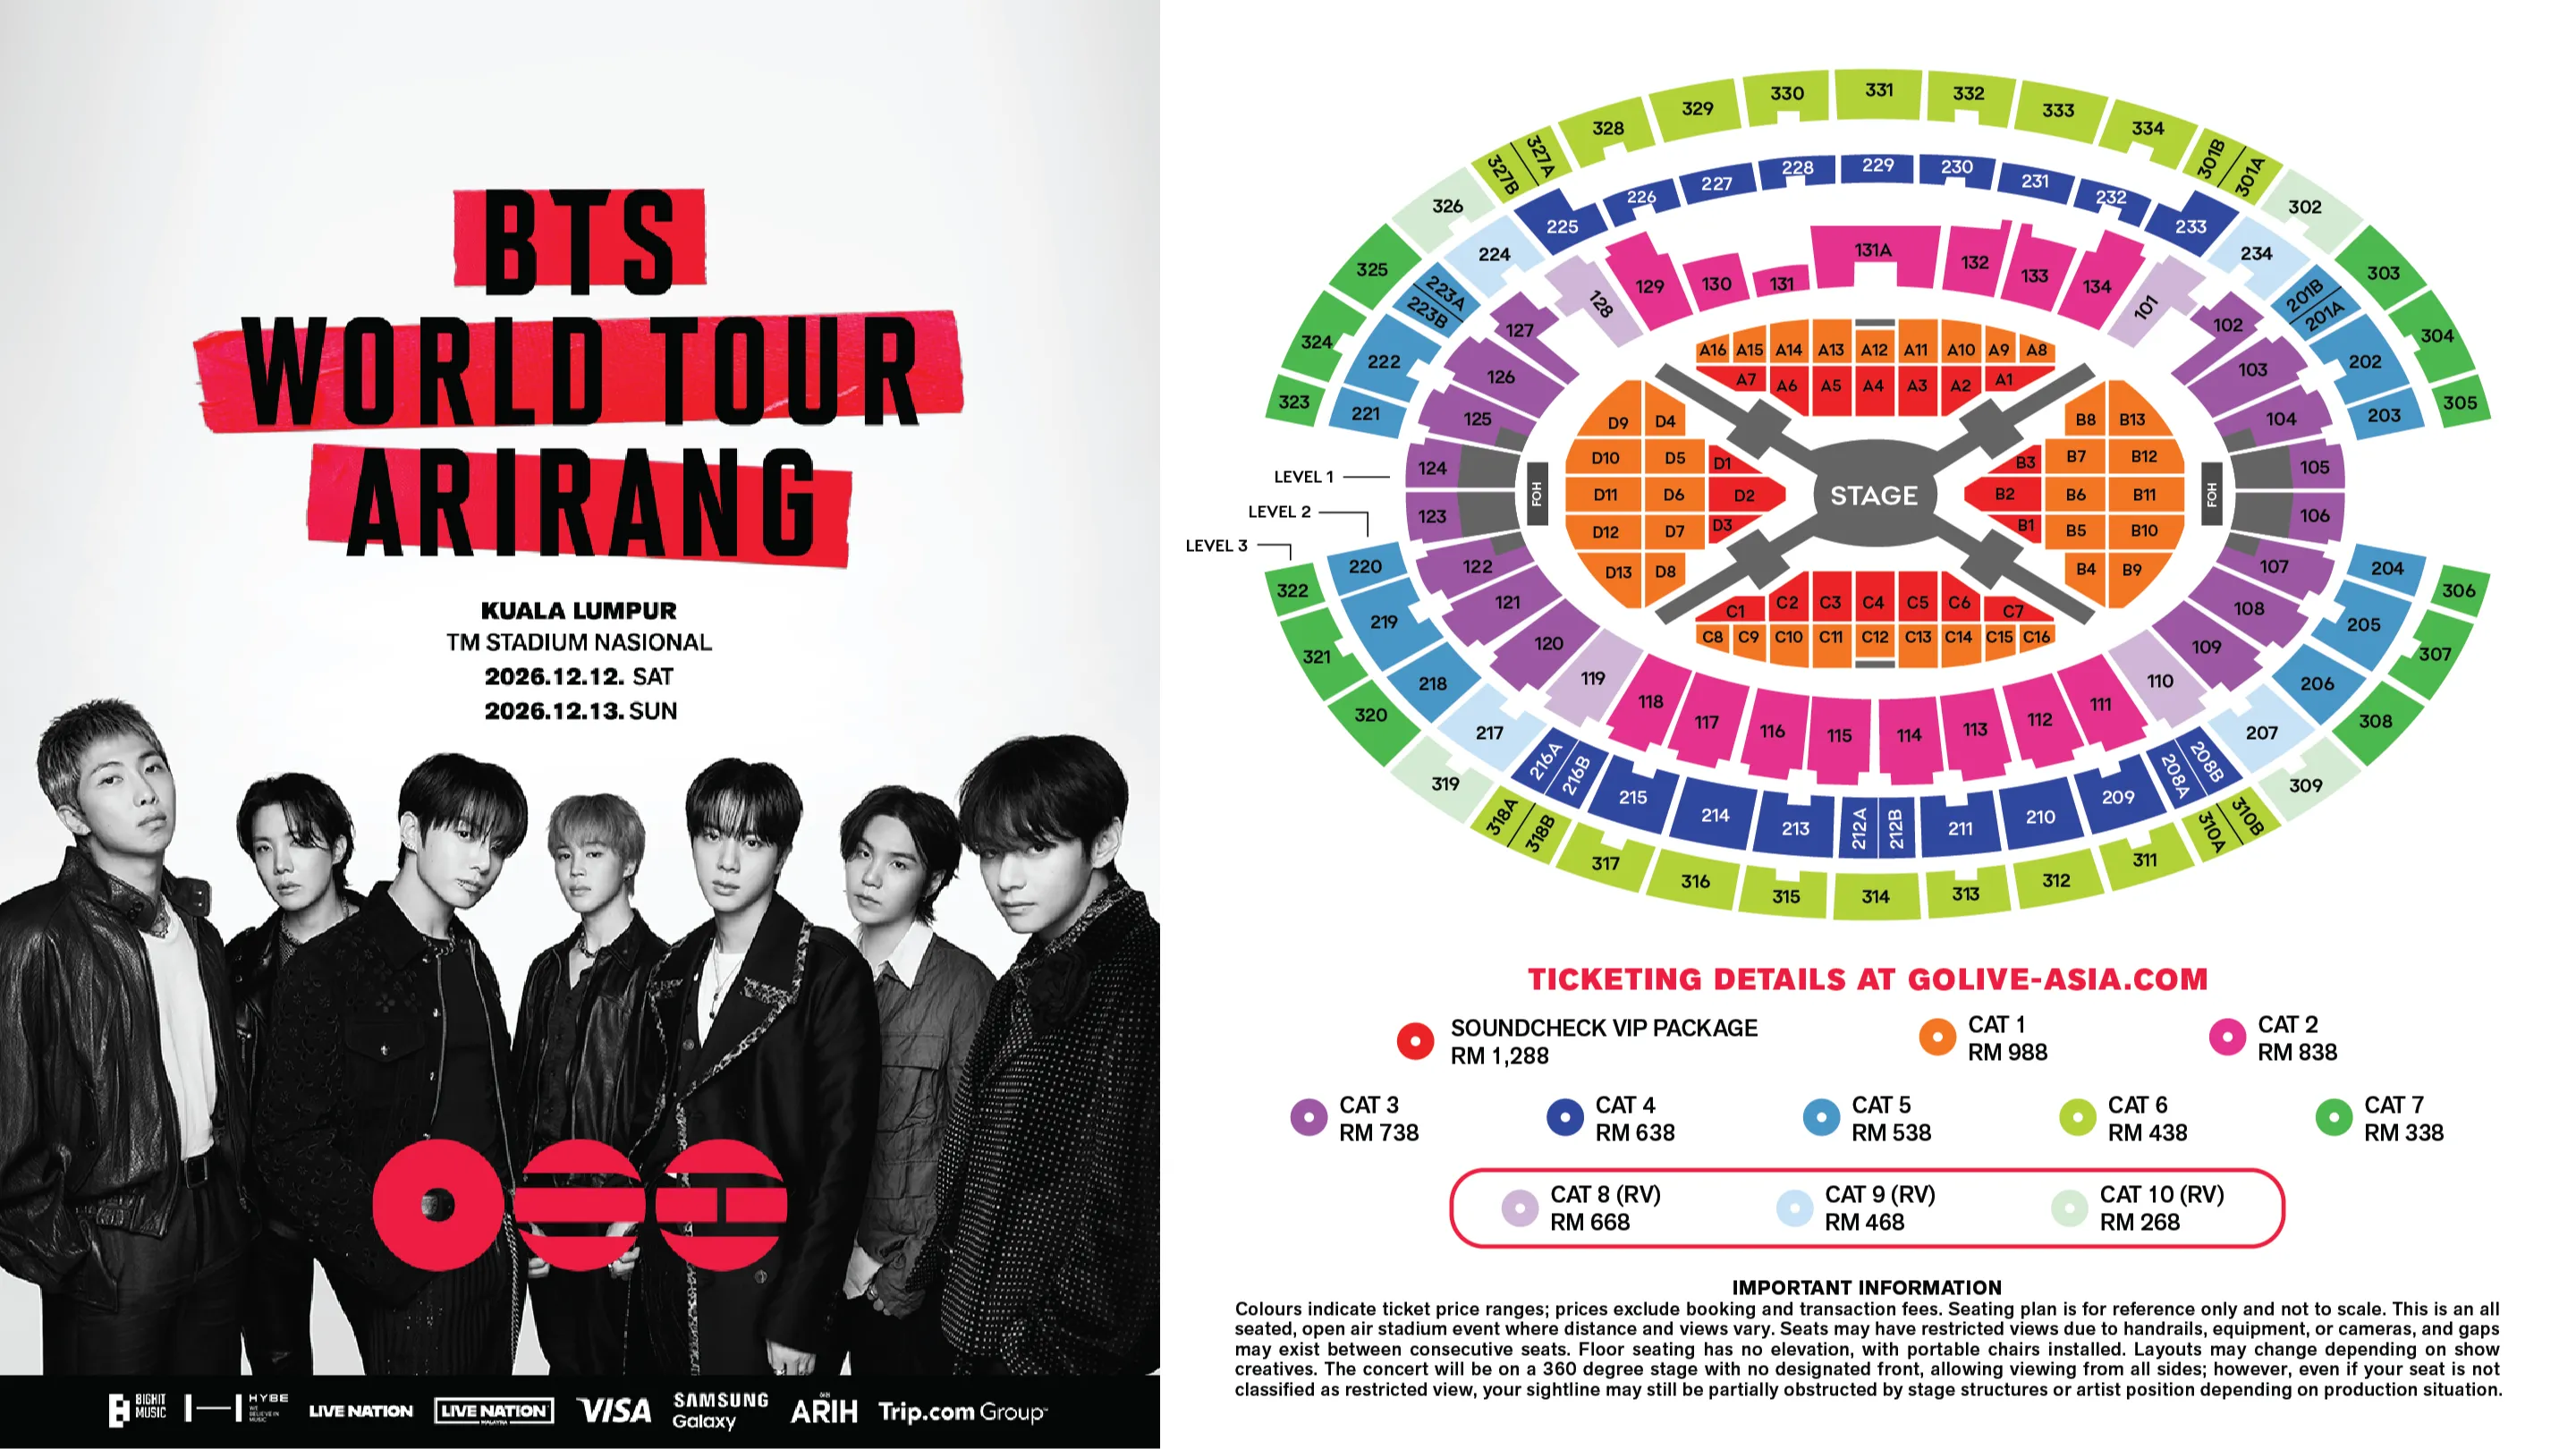 BTS
WORLD TOUR
ARIRANG
KUALA LUMPUR
TM STADIUM NASIONAL
2026.12.12. SAT
2026.12.13. SUN
BIGHIT
MUSIC
HYBE
WE
BELIEVE IN
MUSIC
LIVE NATION
LIVE NATION
MALAYSIA
VISA
SAMSUNG
Galaxy
ARIH
Trip.com Group
331
330 332
329 333
328 334
327B 327A 301B 301A
326 302
325 303
324 304
323 305
228 229 230
227 231
226 232
225 233
224 234
223A 201B
223B 201A
222 202
221 203
131A
132
133
129 130 131 134
128 101
127 102
126 103
125 104
124 105
123 106
A16 A15 A14 A13 A12 A11 A10 A9 A8
A7 A6 A5 A4 A3 A2 A1
D9 D4 B8 B13
D10 D5 D1 B3 B7 B12
D11 D6 D2 B2 B6 B11
D12 D7 D3 B1 B5 B10
D13 D8 B4 B9
FOH STAGE FOH
LEVEL 1
LEVEL 2
LEVEL 3
C1 C2 C3 C4 C5 C6 C7
C8 C9 C10 C11 C12 C13 C14 C15 C16
122 107
121 108
120 109
119 110
118 117 116 115 114 113 112 111
220 204
219 205
218 206
217 207
216A 216B 215 214 213 212A 212B 211 210 209 208A 208B
322 306
321 307
320 308
319 309
318A 318B 317 316 315 314 313 312 311 310A 310B
TICKETING DETAILS AT GOLIVE-ASIA.COM
SOUNDCHECK VIP PACKAGE
RM 1,288
CAT 1
RM 988
CAT 2
RM 838
CAT 3
RM 738
CAT 4
RM 638
CAT 5
RM 538
CAT 6
RM 438
CAT 7
RM 338
CAT 8 (RV)
RM 668
CAT 9 (RV)
RM 468
CAT 10 (RV)
RM 268
IMPORTANT INFORMATION
Colours indicate ticket price ranges; prices exclude booking and transaction fees. Seating plan is for reference only and not to scale. This is an all
seated, open air stadium event where distance and views vary. Seats may have restricted views due to handrails, equipment, or cameras, and gaps
may exist between consecutive seats. Floor seating has no elevation, with portable chairs installed. Layouts may change depending on show
creatives. The concert will be on a 360 degree stage with no designated front, allowing viewing from all sides; however, even if your seat is not
classified as restricted view, your sightline may still be partially obstructed by stage structures or artist position depending on production situation.